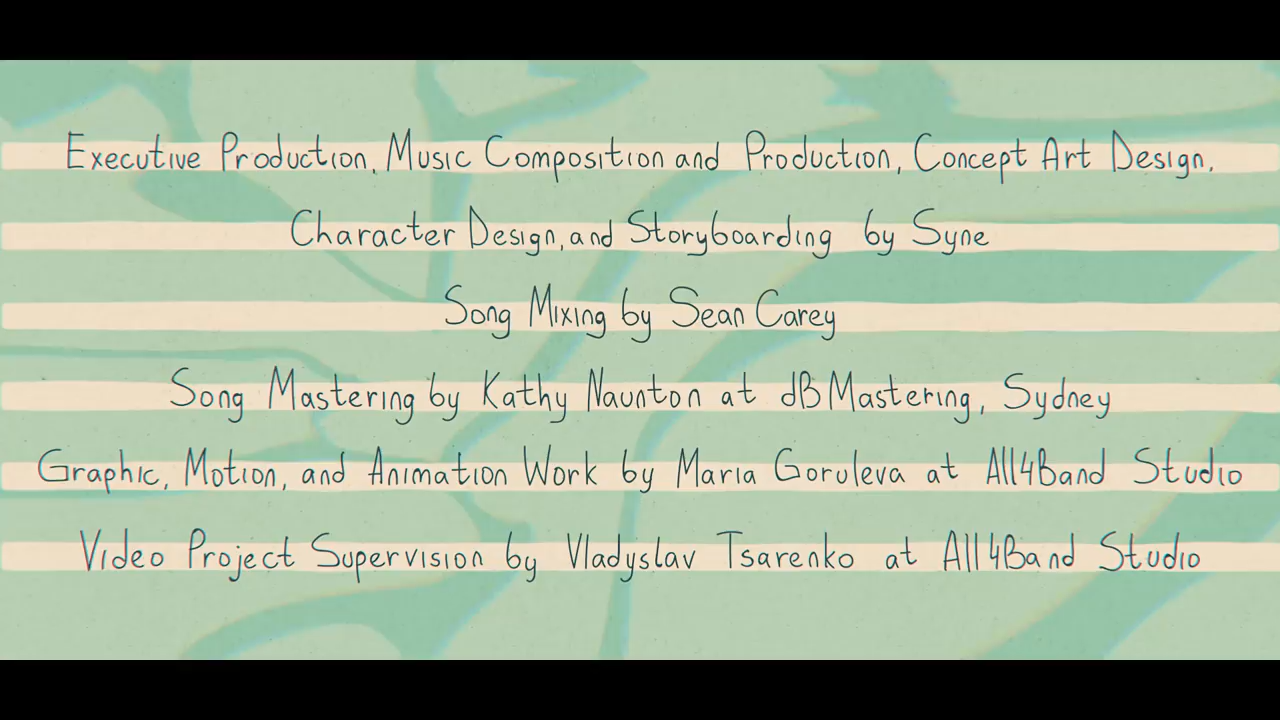 Executive Production, Music Composition and Production, Concept Art Design,
Character Design, and Storyboarding by Syne
Song Mixing by Sean Carey
Song Mastering by Kathy Naunton at dB Mastering, Sydney
Graphic, Motion, and Animation Work by Maria Goruleva at All4Band Studio
Video Project Supervision by Vladyslav Tsarenko at All4Band Studio